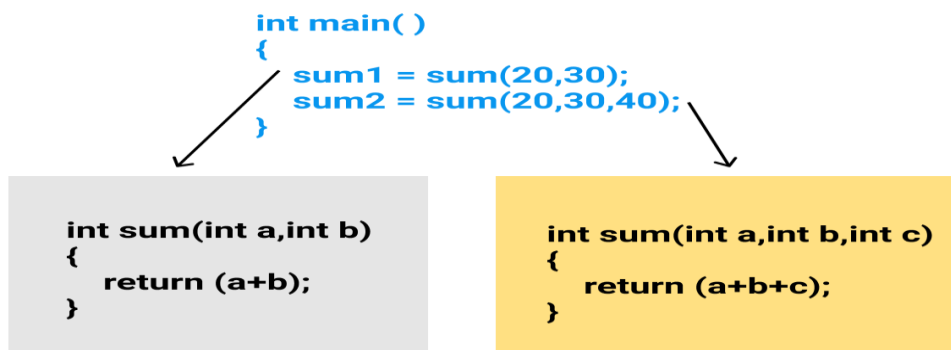 int main( )
{
sum1 = sum(20,30);
sum2 = sum(20,30,40);
}
int sum(int a,int b)
{
return (a+b);
}
int sum(int a,int b,int c)
{
return (a+b+c);
}